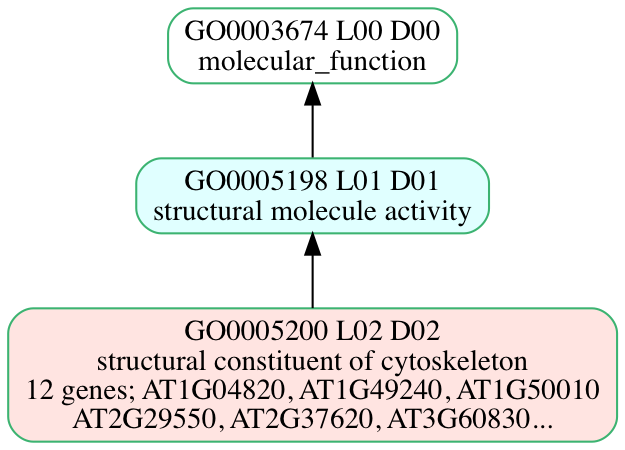 GO0003674 L00 D00
molecular_function
GO0005198 L01 D01
structural molecule activity
GO0005200 L02 D02
structural constituent of cytoskeleton
12 genes; AT1G04820, AT1G49240, AT1G50010
AT2G29550, AT2G37620, AT3G60830...